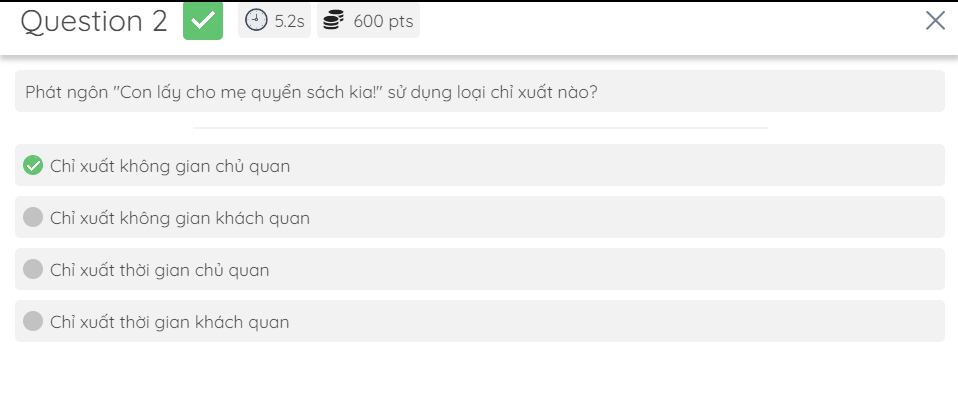 Question 2 5.2s 600 pts
Phát ngôn "Con lấy cho mẹ quyển sách kia!" sử dụng loại chỉ xuất nào?
Chỉ xuất không gian chủ quan
Chỉ xuất không gian khách quan
Chỉ xuất thời gian chủ quan
Chỉ xuất thời gian khách quan